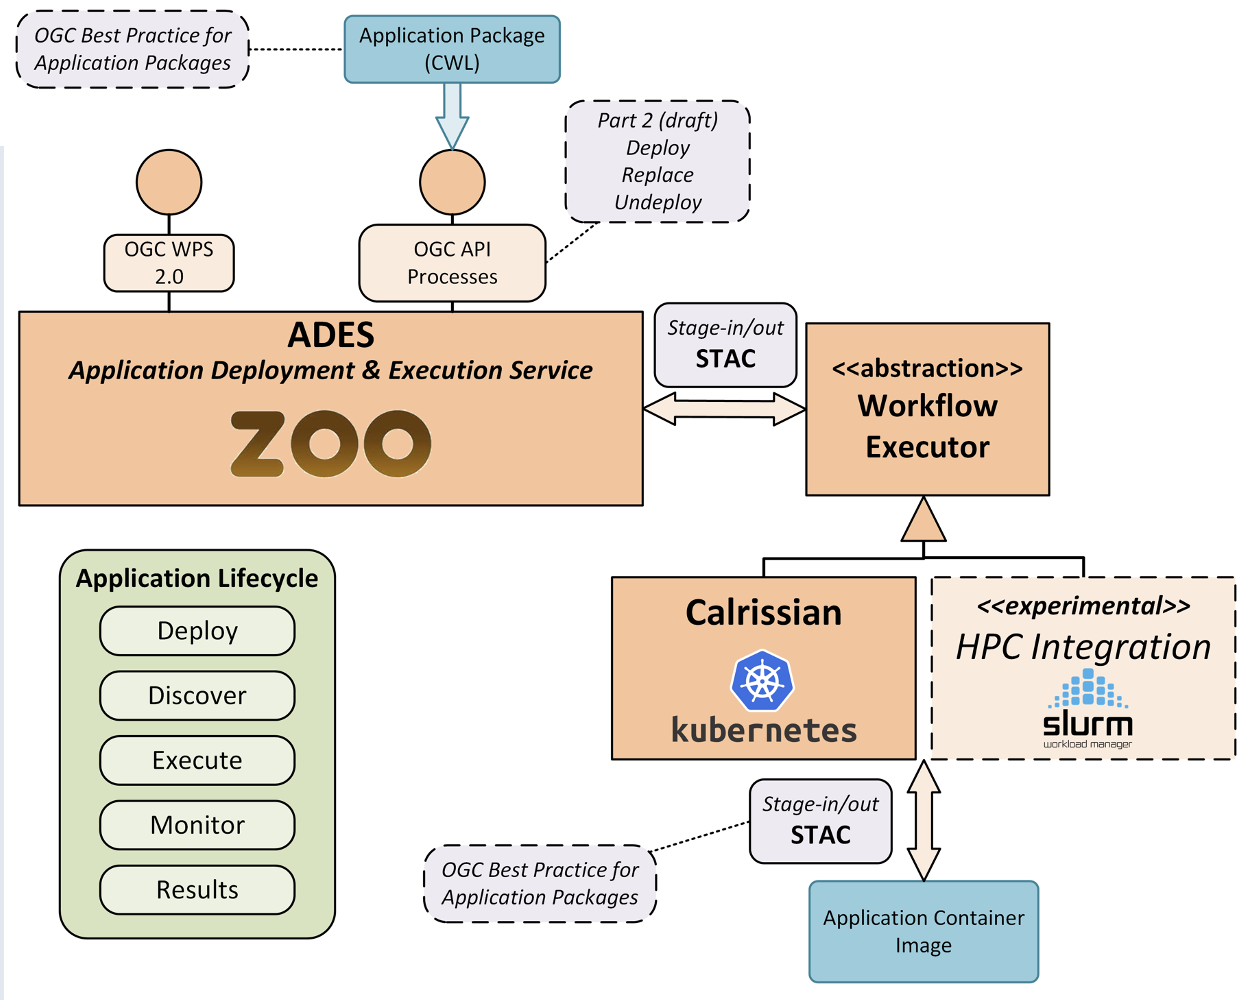 OGC Best Practice for
Application Packages
Application Package
(CWL)
Part 2 (draft)
Deploy
Replace
Undeploy
OGC WPS
2.0
OGC API
Processes
ADES
Application Deployment & Execution Service
ZOO
Stage-in/out
STAC
<<abstraction>>
Workflow
Executor
Application Lifecycle
Deploy
Discover
Execute
Monitor
Results
Calrissian
kubernetes
<<experimental>>
HPC Integration
slurm
workload manager
Stage-in/out
STAC
OGC Best Practice for
Application Packages
Application Container
Image